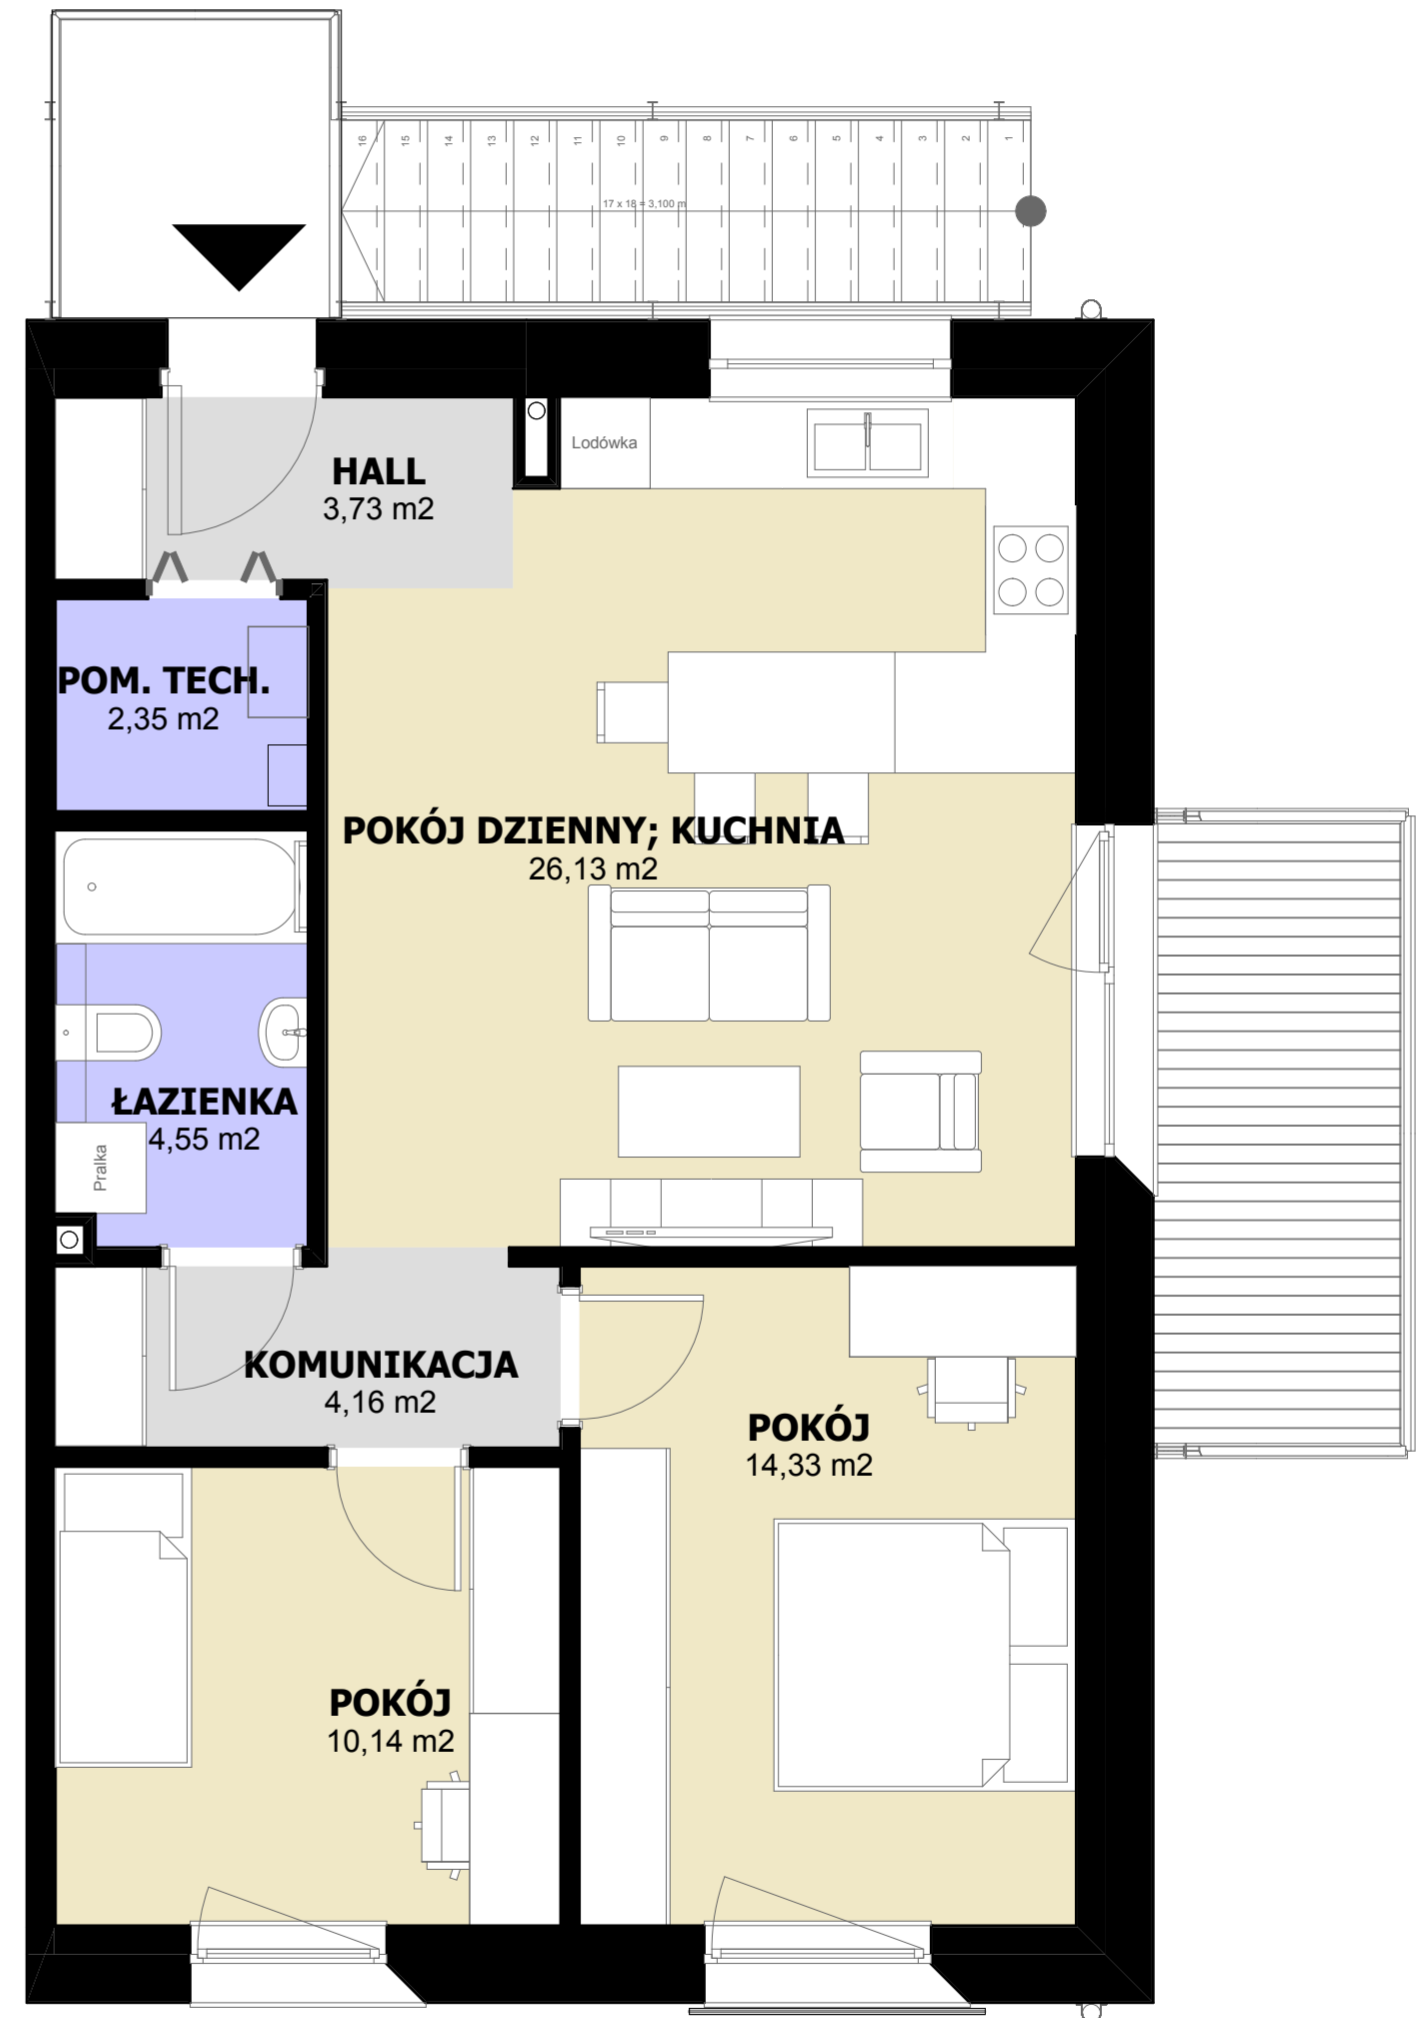 16 15 14 13 12 11 10 9 8 7 6 5 4 3 2 1
17 x 18 = 3,100 m
Lodówka
HALL
3,73 m2
POM. TECH.
2,35 m2
POKÓJ DZIENNY; KUCHNIA
26,13 m2
ŁAZIENKA
4,55 m2
Pralka
KOMUNIKACJA
4,16 m2
POKÓJ
14,33 m2
POKÓJ
10,14 m2